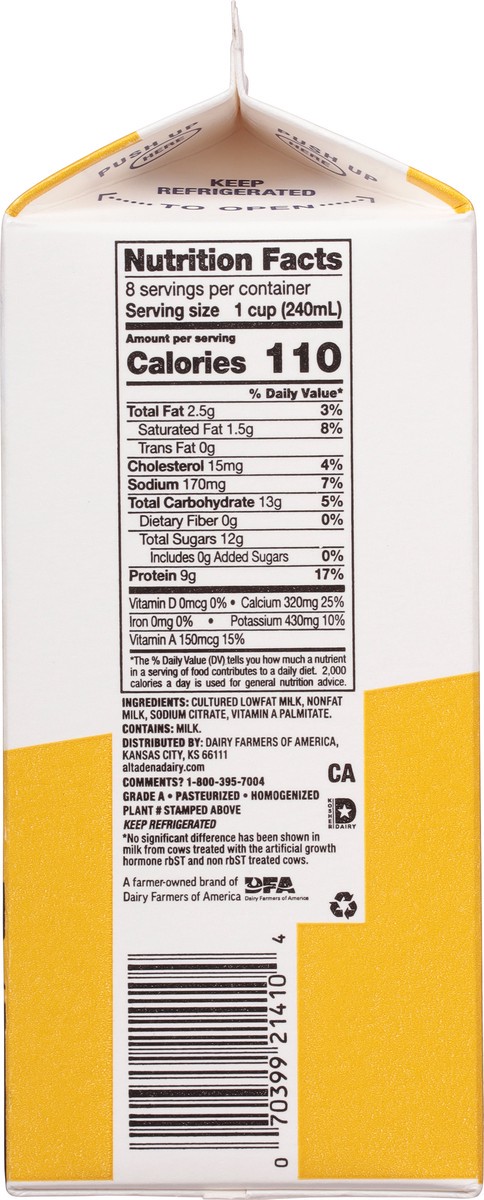 PUSH UP
HERE
PUSH UP
HERE
KEEP
REFRIGERATED
TO OPEN
Nutrition Facts
8 servings per container
Serving size 1 cup (240mL)
Amount per serving
Calories 110
% Daily Value*
Total Fat 2.5g 3%
Saturated Fat 1.5g 8%
Trans Fat 0g
Cholesterol 15mg 4%
Sodium 170mg 7%
Total Carbohydrate 13g 5%
Dietary Fiber 0g 0%
Total Sugars 12g
Includes 0g Added Sugars 0%
Protein 9g 17%
Vitamin D 0mcg 0% • Calcium 320mg 25%
Iron 0mg 0% • Potassium 430mg 10%
Vitamin A 150mcg 15%
*The % Daily Value (DV) tells you how much a nutrient
in a serving of food contributes to a daily diet. 2,000
calories a day is used for general nutrition advice.
INGREDIENTS: CULTURED LOWFAT MILK, NONFAT
MILK, SODIUM CITRATE, VITAMIN A PALMITATE.
CONTAINS: MILK.
DISTRIBUTED BY: DAIRY FARMERS OF AMERICA,
KANSAS CITY, KS 66111
altadenadairy.com
COMMENTS? 1-800-395-7004
GRADE A • PASTEURIZED • HOMOGENIZED
PLANT # STAMPED ABOVE
KEEP REFRIGERATED
CA
KOSHER
D
DAIRY
*No significant difference has been shown in
milk from cows treated with the artificial growth
hormone rbST and non rbST treated cows.
A farmer-owned brand of
Dairy Farmers of America
DFA
Dairy Farmers of America
0 70399 21410 4